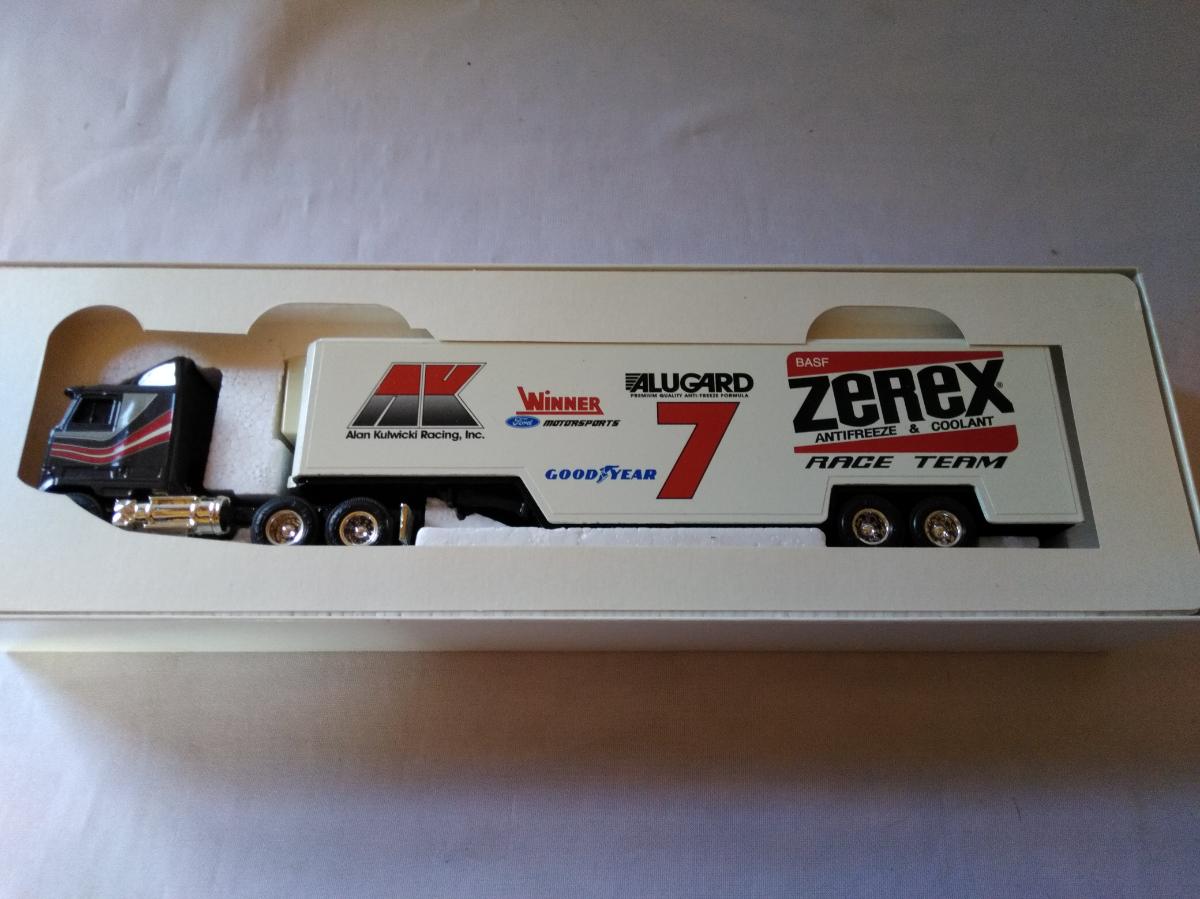 AK
Alan Kulwicki Racing, Inc.
WINNER
Ford MOTORSPORTS
GOODYEAR
ALUGARD
PREMIUM QUALITY ANTI-FREEZE FORMULA
7
BASF
ZEREX®
ANTIFREEZE & COOLANT
RACE TEAM